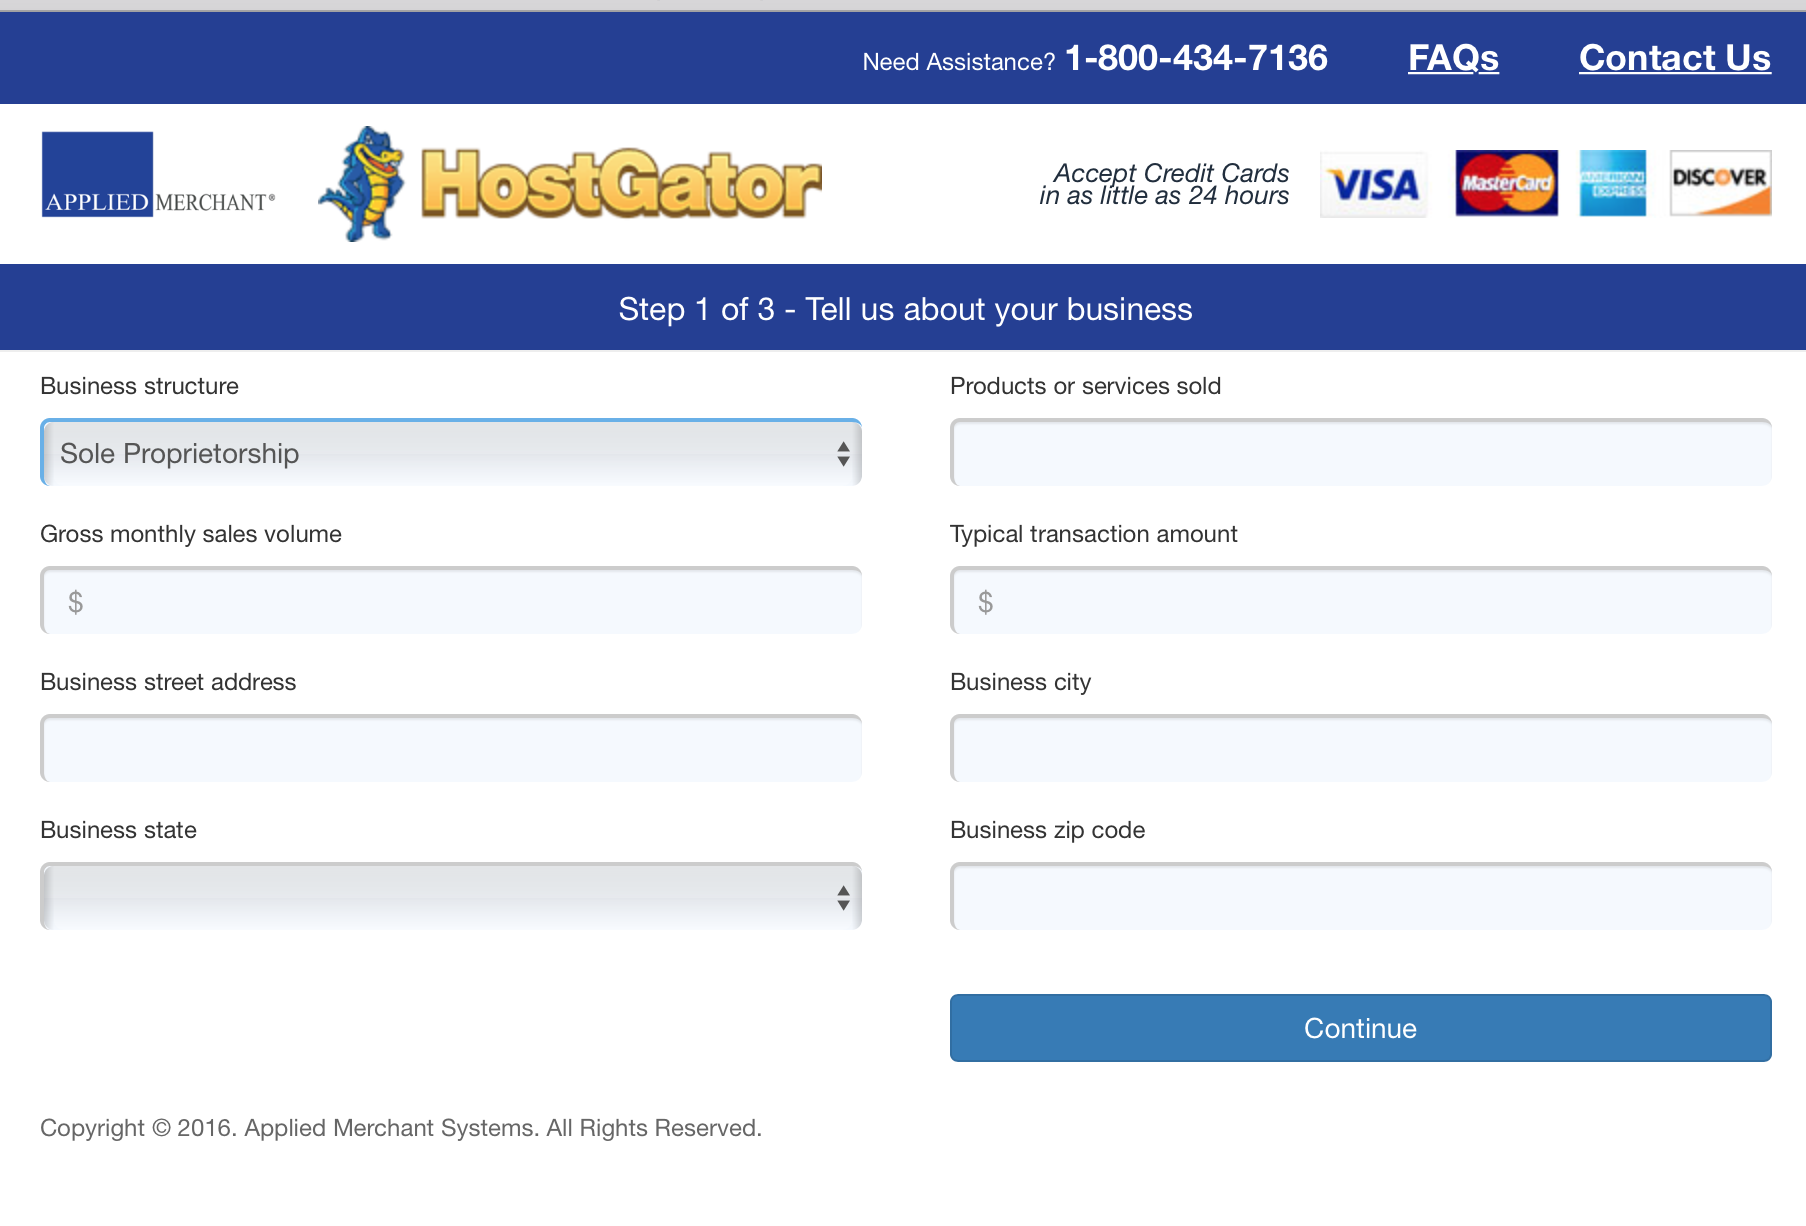 Need Assistance? 1-800-434-7136 FAQs Contact Us
APPLIED MERCHANT®
HostGator
Accept Credit Cards
in as little as 24 hours
VISA
MasterCard
AMERICAN
EXPRESS
DISCOVER
Step 1 of 3 - Tell us about your business
Business structure
Products or services sold
Sole Proprietorship
Gross monthly sales volume
Typical transaction amount
$
$
Business street address
Business city
Business state
Business zip code
Continue
Copyright © 2016. Applied Merchant Systems. All Rights Reserved.